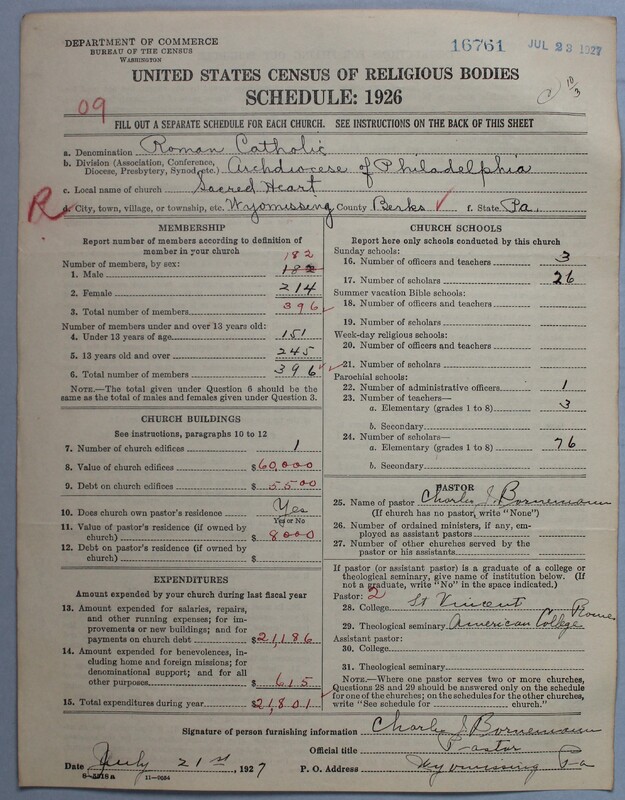 DEPARTMENT OF COMMERCE
BUREAU OF THE CENSUS
WASHINGTON
16761
JUL 23 1927
UNITED STATES CENSUS OF RELIGIOUS BODIES
SCHEDULE: 1926
10/3
09
FILL OUT A SEPARATE SCHEDULE FOR EACH CHURCH. SEE INSTRUCTIONS ON THE BACK OF THIS SHEET
a. Denomination Roman Catholic
b. Division (Association, Conference,
Diocese, Presbytery, Synod, etc.) Archdiocese of Philadelphia
c. Local name of church Sacred Heart
R
d. City, town, village, or township, etc. Wyomissing County Berks f. State Pa.
MEMBERSHIP
Report number of members according to definition of
member in your church
Number of members, by sex: 182
1. Male 182
2. Female 214
3. Total number of members 396
Number of members under and over 13 years old:
4. Under 13 years of age 151
5. 13 years old and over 245
6. Total number of members 396
NOTE.—The total given under Question 6 should be
same as the total of males and females given under Question 3.
CHURCH BUILDINGS
See instructions, paragraphs 10 to 12
7. Number of church edifices 1
8. Value of church edifices $60,000
9. Debt on church edifices $5500
10. Does church own pastor's residence Yes
Yes or No
11. Value of pastor's residence (if owned by
church) $8000
12. Debt on pastor's residence (if owned by
church) $
EXPENDITURES
Amount expended by your church during last fiscal year
13. Amount expended for salaries, repairs,
and other running expenses; for im-
provements or new buildings; and for
payments on church debt $21,186
14. Amount expended for benevolences, in-
cluding home and foreign missions; for
denominational support; and for all
other purposes $615
15. Total expenditures during year $21,801
CHURCH SCHOOLS
Report here only schools conducted by this church
Sunday schools:
16. Number of officers and teachers 3
17. Number of scholars 26
Summer vacation Bible schools:
18. Number of officers and teachers
19. Number of scholars
Week-day religious schools:
20. Number of officers and teachers
21. Number of scholars
Parochial schools:
22. Number of administrative officers 1
23. Number of teachers—
a. Elementary (grades 1 to 8) 3
b. Secondary
24. Number of scholars—
a. Elementary (grades 1 to 8) 76
b. Secondary
PASTOR
25. Name of pastor Charles J. Bornemann
(If church has no pastor, write "None")
26. Number of ordained ministers, if any, em-
ployed as assistant pastors
27. Number of other churches served by the
pastor or his assistants
If pastor (or assistant pastor) is a graduate of a college or
theological seminary, give name of institution below. (If
not a graduate, write "No" in the space indicated.)
Pastor: 2
28. College St Vincent
29. Theological seminary American College Rome
Assistant pastor:
30. College
31. Theological seminary
NOTE.—Where one pastor serves two or more churches,
Questions 28 and 29 should be answered only on the schedule
for one of the churches; on the schedules for the other churches,
write "See schedule for church."
Signature of person furnishing information Charles J. Bornemann
Official title Pastor
Date July 21st, 1927 P. O. Address Wyomissing Pa
8-5518a 11-9084